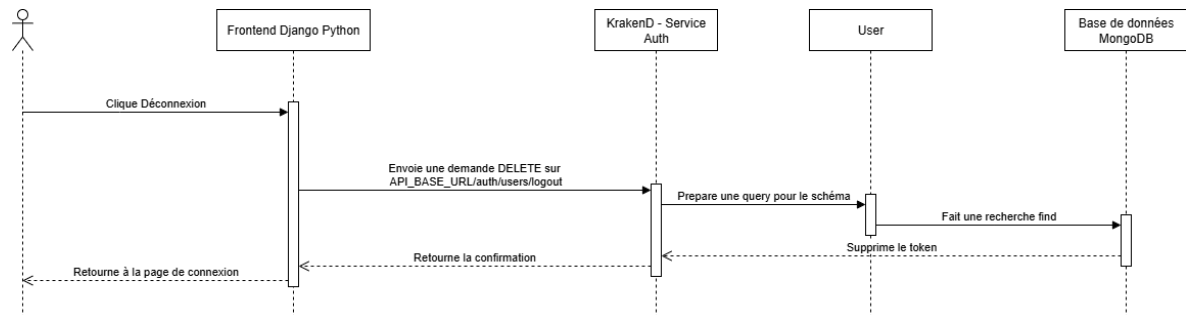 Frontend Django Python
KrakenD - Service
Auth
User
Base de données
MongoDB
Clique Déconnexion
Envoie une demande DELETE sur
API_BASE_URL/auth/users/logout
Prepare une query pour le schéma
Fait une recherche find
Supprime le token
Retourne la confirmation
Retourne à la page de connexion